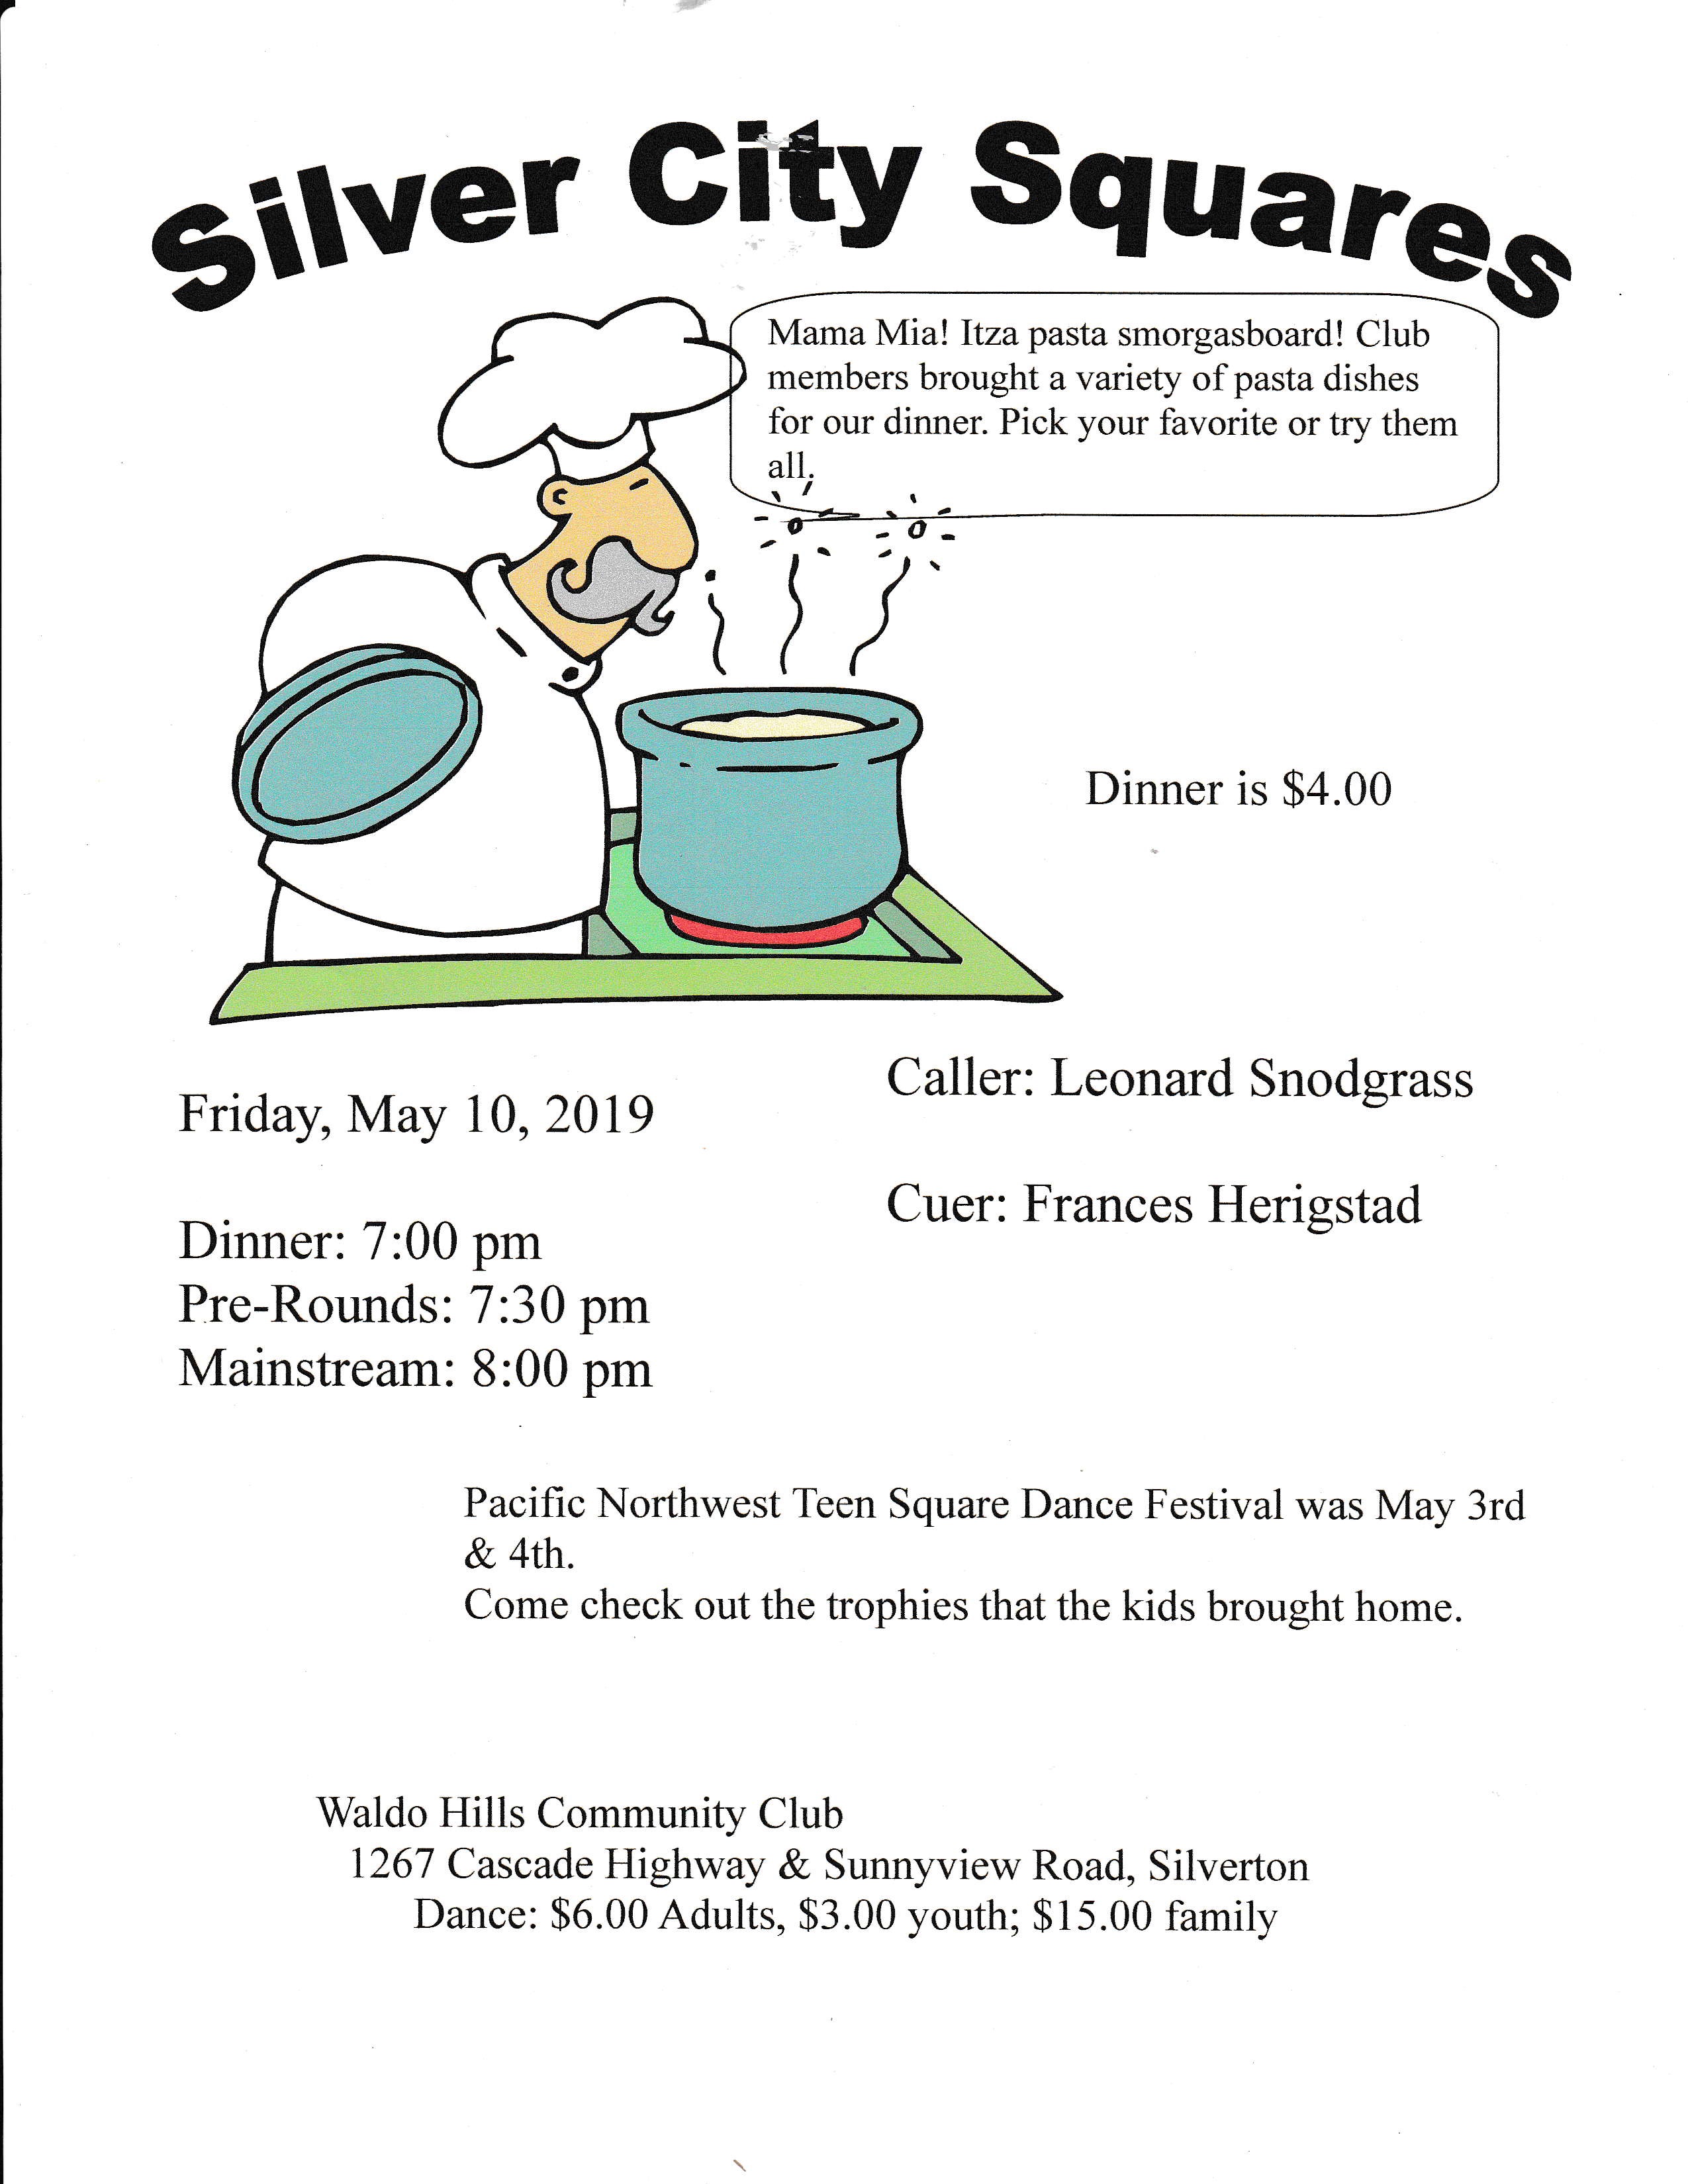 Silver City Squares
Mama Mia! Itza pasta smorgasboard! Club
members brought a variety of pasta dishes
for our dinner. Pick your favorite or try them
all.
Dinner is $4.00
Friday, May 10, 2019
Dinner: 7:00 pm
Pre-Rounds: 7:30 pm
Mainstream: 8:00 pm
Caller: Leonard Snodgrass
Cuer: Frances Herigstad
Pacific Northwest Teen Square Dance Festival was May 3rd
& 4th.
Come check out the trophies that the kids brought home.
Waldo Hills Community Club
1267 Cascade Highway & Sunnyview Road, Silverton
Dance: $6.00 Adults, $3.00 youth; $15.00 family